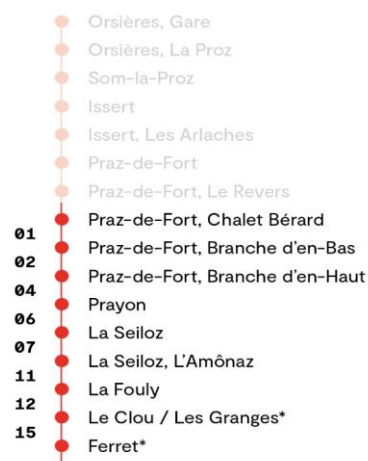 Orsières, Gare
Orsières, La Proz
Som-la-Proz
Issert
Issert, Les Arlaches
Praz-de-Fort
Praz-de-Fort, Le Revers
Praz-de-Fort, Chalet Bérard
01
Praz-de-Fort, Branche d'en-Bas
02
Praz-de-Fort, Branche d'en-Haut
04
Prayon
06
La Seiloz
07
La Seiloz, L'Amônaz
11
La Fouly
12
Le Clou / Les Granges*
15
Ferret*